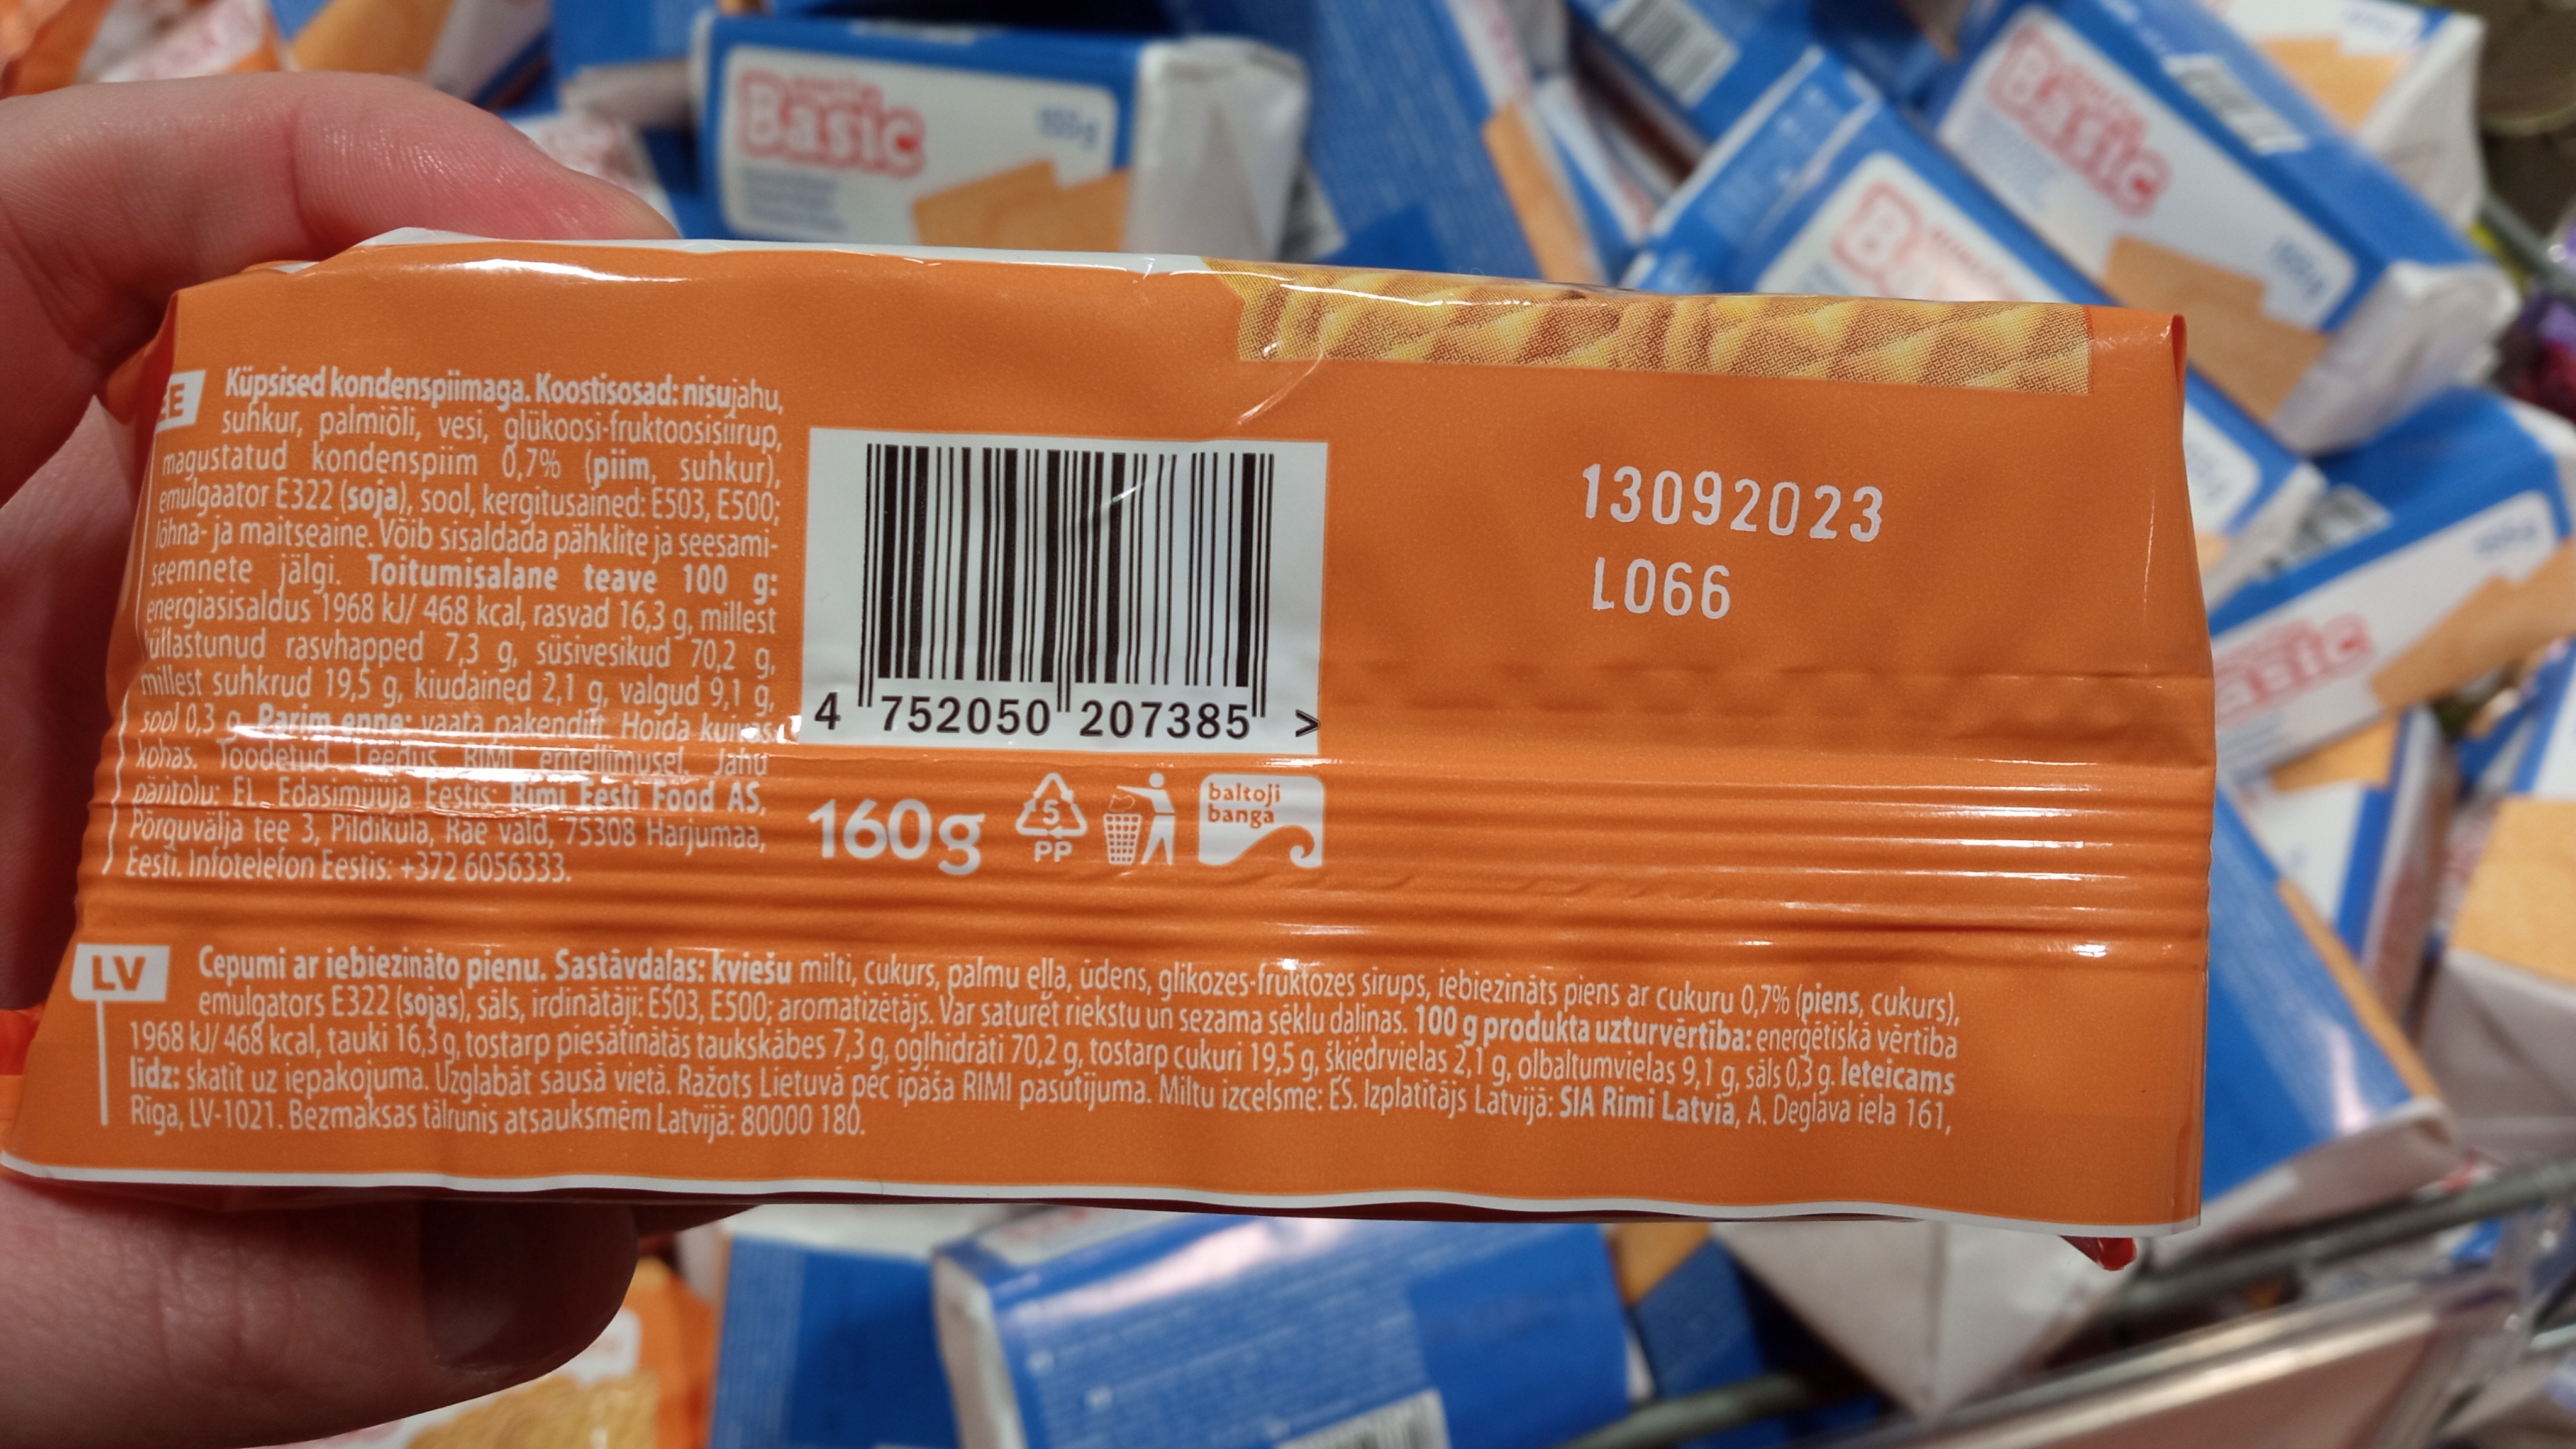 Basic
155g
Basic
Basic
EE
Küpsised kondenspiimaga. Koostisosad: nisujahu,
suhkur, palmiõli, vesi, glükoosi-fruktoosisiirup,
magustatud kondenspiim 0,7% (piim, suhkur),
emulgaator E322 (soja), sool, kergitusained: E503, E500;
lõhna- ja maitseaine. Võib sisaldada pähklite ja seesami-
seemnete jälgi. Toitumisalane teave 100 g:
energiasisaldus 1968 kJ/ 468 kcal, rasvad 16,3 g, millest
küllastunud rasvhapped 7,3 g, süsivesikud 70,2 g,
millest suhkrud 19,5 g, kiudained 2,1 g, valgud 9,1 g,
sool 0,3 g. Parim enne: vaata pakendilt. Hoida kuivas
kohas. Toodetud Leedus RIMI eritellimusel. Jahu
päritolu: EL. Edasimüüja Eestis: Rimi Eesti Food AS,
Põrguvälja tee 3, Pildiküla, Rae vald, 75308 Harjumaa,
Eesti. Infotelefon Eestis: +372 6056333.
4 752050 207385 >
13092023
L066
160g
5
PP
baltoji
banga
LV
Cepumi ar iebiezināto pienu. Sastāvdaļas: kviešu milti, cukurs, palmu eļļa, ūdens, glikozes-fruktozes sīrups, iebiezināts piens ar cukuru 0,7% (piens, cukurs),
emulgators E322 (sojas), sāls, irdinātāji: E503, E500; aromatizētājs. Var saturēt riekstu un sezama sēklu daļiņas. 100 g produkta uzturvērtība: enerģētiskā vērtība
1968 kJ/ 468 kcal, tauki 16,3 g, tostarp piesātinātās taukskābes 7,3 g, ogļhidrāti 70,2 g, tostarp cukuri 19,5 g, šķiedrvielas 2,1 g, olbaltumvielas 9,1 g, sāls 0,3 g. Ieteicams
līdz: skatīt uz iepakojuma. Uzglabāt sausā vietā. Ražots Lietuvā pēc īpaša RIMI pasūtījuma. Miltu izcelsme: ES. Izplatītājs Latvijā: SIA Rimi Latvia, A. Deglava iela 161,
Rīga, LV-1021. Bezmaksas tālrunis atsauksmēm Latvijā: 80000 180.